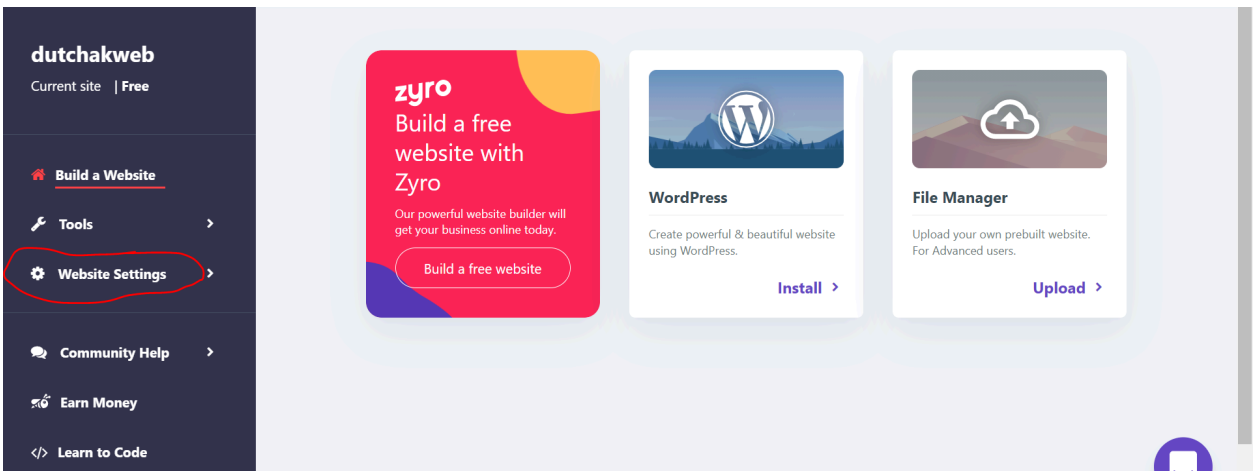 dutchakweb
Current site | Free
Build a Website
Tools
Website Settings
Community Help
Earn Money
</> Learn to Code
zyro
Build a free
website with
Zyro
Our powerful website builder will
get your business online today.
Build a free website
WordPress
Create powerful & beautiful website
using WordPress.
Install
File Manager
Upload your own prebuilt website.
For Advanced users.
Upload